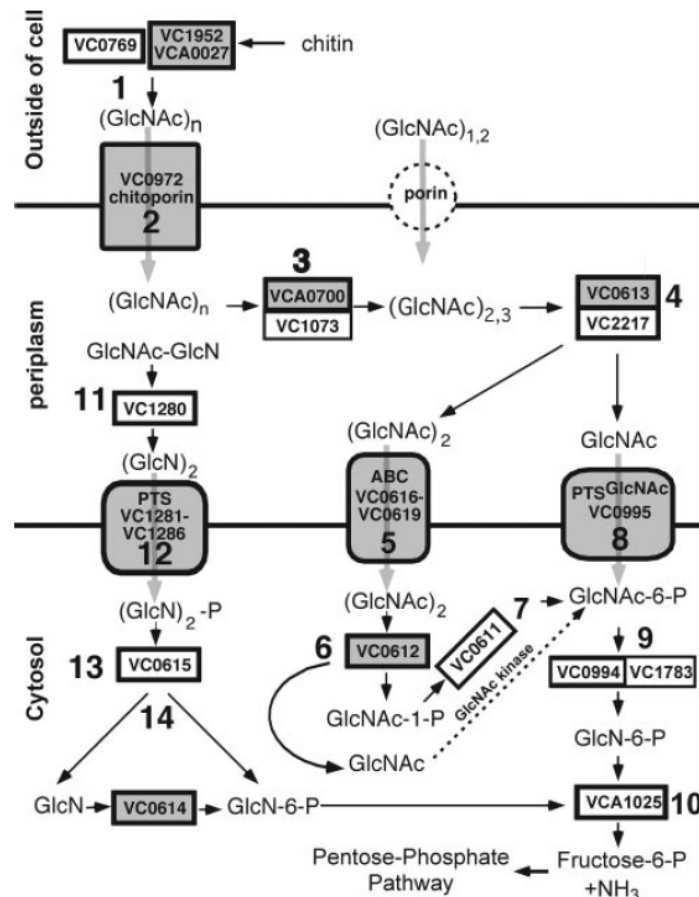 Outside of cell
VC0769
VC1952
VCA0027
chitin
1
(GlcNAc)n
(GlcNAc)1,2
VC0972
chitoporin
2
porin
periplasm
3
4
(GlcNAc)n
VCA0700
VC1073
(GlcNAc)2,3
VC0613
VC2217
GlcNAc-GlcN
11
VC1280
(GlcNAc)2
GlcNAc
(GlcN)2
PTS
VC1281-
VC1286
12
ABC
VC0616-
VC0619
5
PTSGlcNAc
VC0995
8
Cytosol
(GlcN)2-P
(GlcNAc)2
7
GlcNAc-6-P
13
VC0615
6
VC0612
VC0611
GlcNAc kinase
9
VC0994
VC1783
14
GlcNAc-1-P
GlcN-6-P
GlcNAc
GlcN
VC0614
GlcN-6-P
VCA1025
10
Pentose-Phosphate
Pathway
Fructose-6-P
+NH3